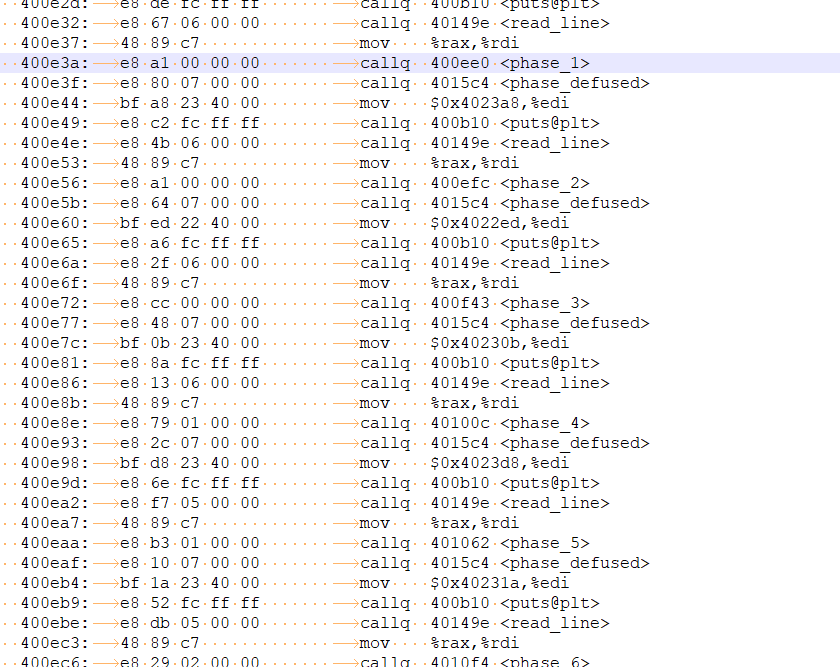 400e2d: e8 de fc ff ff callq 400b10 <puts@plt>
400e32: e8 67 06 00 00 callq 40149e <read_line>
400e37: 48 89 c7 mov %rax,%rdi
400e3a: e8 a1 00 00 00 callq 400ee0 <phase_1>
400e3f: e8 80 07 00 00 callq 4015c4 <phase_defused>
400e44: bf a8 23 40 00 mov $0x4023a8,%edi
400e49: e8 c2 fc ff ff callq 400b10 <puts@plt>
400e4e: e8 4b 06 00 00 callq 40149e <read_line>
400e53: 48 89 c7 mov %rax,%rdi
400e56: e8 a1 00 00 00 callq 400efc <phase_2>
400e5b: e8 64 07 00 00 callq 4015c4 <phase_defused>
400e60: bf ed 22 40 00 mov $0x4022ed,%edi
400e65: e8 a6 fc ff ff callq 400b10 <puts@plt>
400e6a: e8 2f 06 00 00 callq 40149e <read_line>
400e6f: 48 89 c7 mov %rax,%rdi
400e72: e8 cc 00 00 00 callq 400f43 <phase_3>
400e77: e8 48 07 00 00 callq 4015c4 <phase_defused>
400e7c: bf 0b 23 40 00 mov $0x40230b,%edi
400e81: e8 8a fc ff ff callq 400b10 <puts@plt>
400e86: e8 13 06 00 00 callq 40149e <read_line>
400e8b: 48 89 c7 mov %rax,%rdi
400e8e: e8 79 01 00 00 callq 40100c <phase_4>
400e93: e8 2c 07 00 00 callq 4015c4 <phase_defused>
400e98: bf d8 23 40 00 mov $0x4023d8,%edi
400e9d: e8 6e fc ff ff callq 400b10 <puts@plt>
400ea2: e8 f7 05 00 00 callq 40149e <read_line>
400ea7: 48 89 c7 mov %rax,%rdi
400eaa: e8 b3 01 00 00 callq 401062 <phase_5>
400eaf: e8 10 07 00 00 callq 4015c4 <phase_defused>
400eb4: bf 1a 23 40 00 mov $0x40231a,%edi
400eb9: e8 52 fc ff ff callq 400b10 <puts@plt>
400ebe: e8 db 05 00 00 callq 40149e <read_line>
400ec3: 48 89 c7 mov %rax,%rdi
400ec6: e8 29 02 00 00 callq 4010f4 <phase_6>